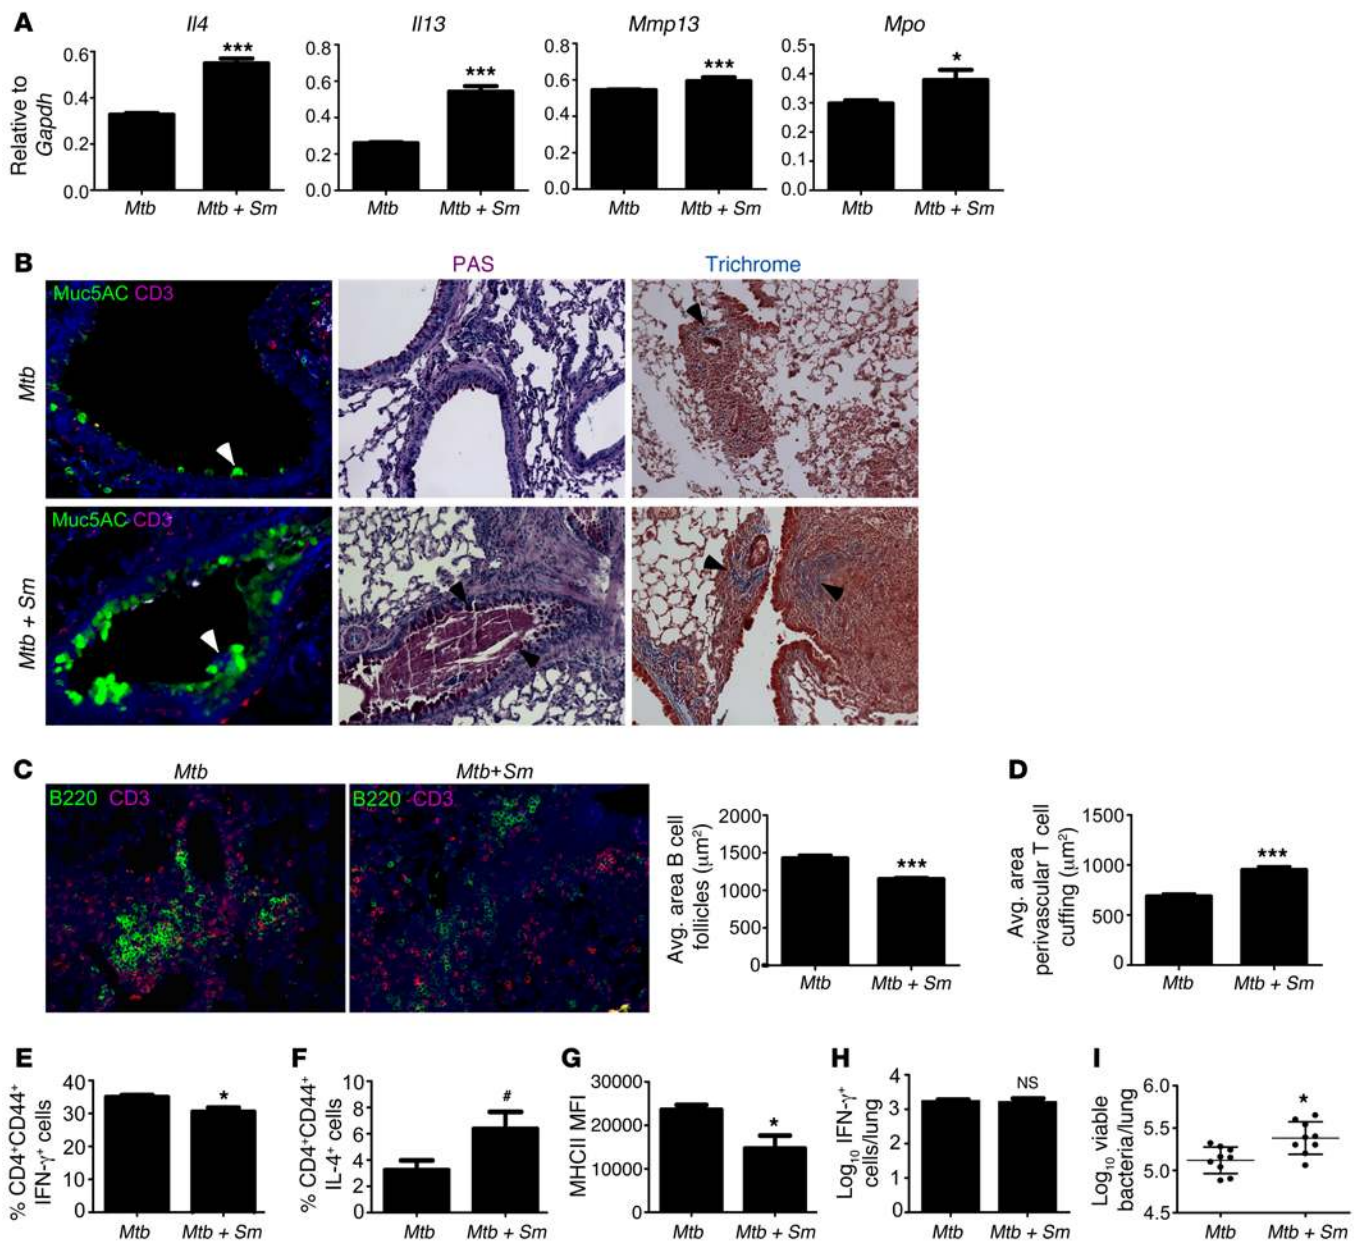 A
Il4
Il13
Mmp13
Mpo
Relative to
Gapdh
0.6
0.4
0.2
0.0
Mtb
Mtb + Sm
***
0.8
0.6
0.4
0.2
0.0
Mtb
Mtb + Sm
***
0.8
0.6
0.4
0.2
0.0
Mtb
Mtb + Sm
***
0.5
0.4
0.3
0.2
0.1
0.0
Mtb
Mtb + Sm
*
B
PAS
Trichrome
Mtb
Muc5AC CD3
Mtb + Sm
Muc5AC CD3
C
Mtb
Mtb+Sm
B220 CD3
B220 CD3
Avg. area B cell
follicles (μm²)
2000
1500
1000
500
0
***
Mtb
Mtb + Sm
D
Avg. area
perivascular T cell
cuffing (μm²)
1500
1000
500
0
***
Mtb
Mtb + Sm
E
% CD4⁺CD44⁺
IFN-γ⁺ cells
40
30
20
10
0
*
Mtb
Mtb + Sm
F
% CD4⁺CD44⁺
IL-4⁺ cells
10
8
6
4
2
0
#
Mtb
Mtb + Sm
G
MHCII MFI
30000
20000
10000
0
*
Mtb
Mtb + Sm
H
Log₁₀ IFN-γ⁺
cells/lung
4
3
2
1
0
NS
Mtb
Mtb + Sm
I
Log₁₀ viable
bacteria/lung
6.0
5.5
5.0
4.5
*
Mtb
Mtb + Sm